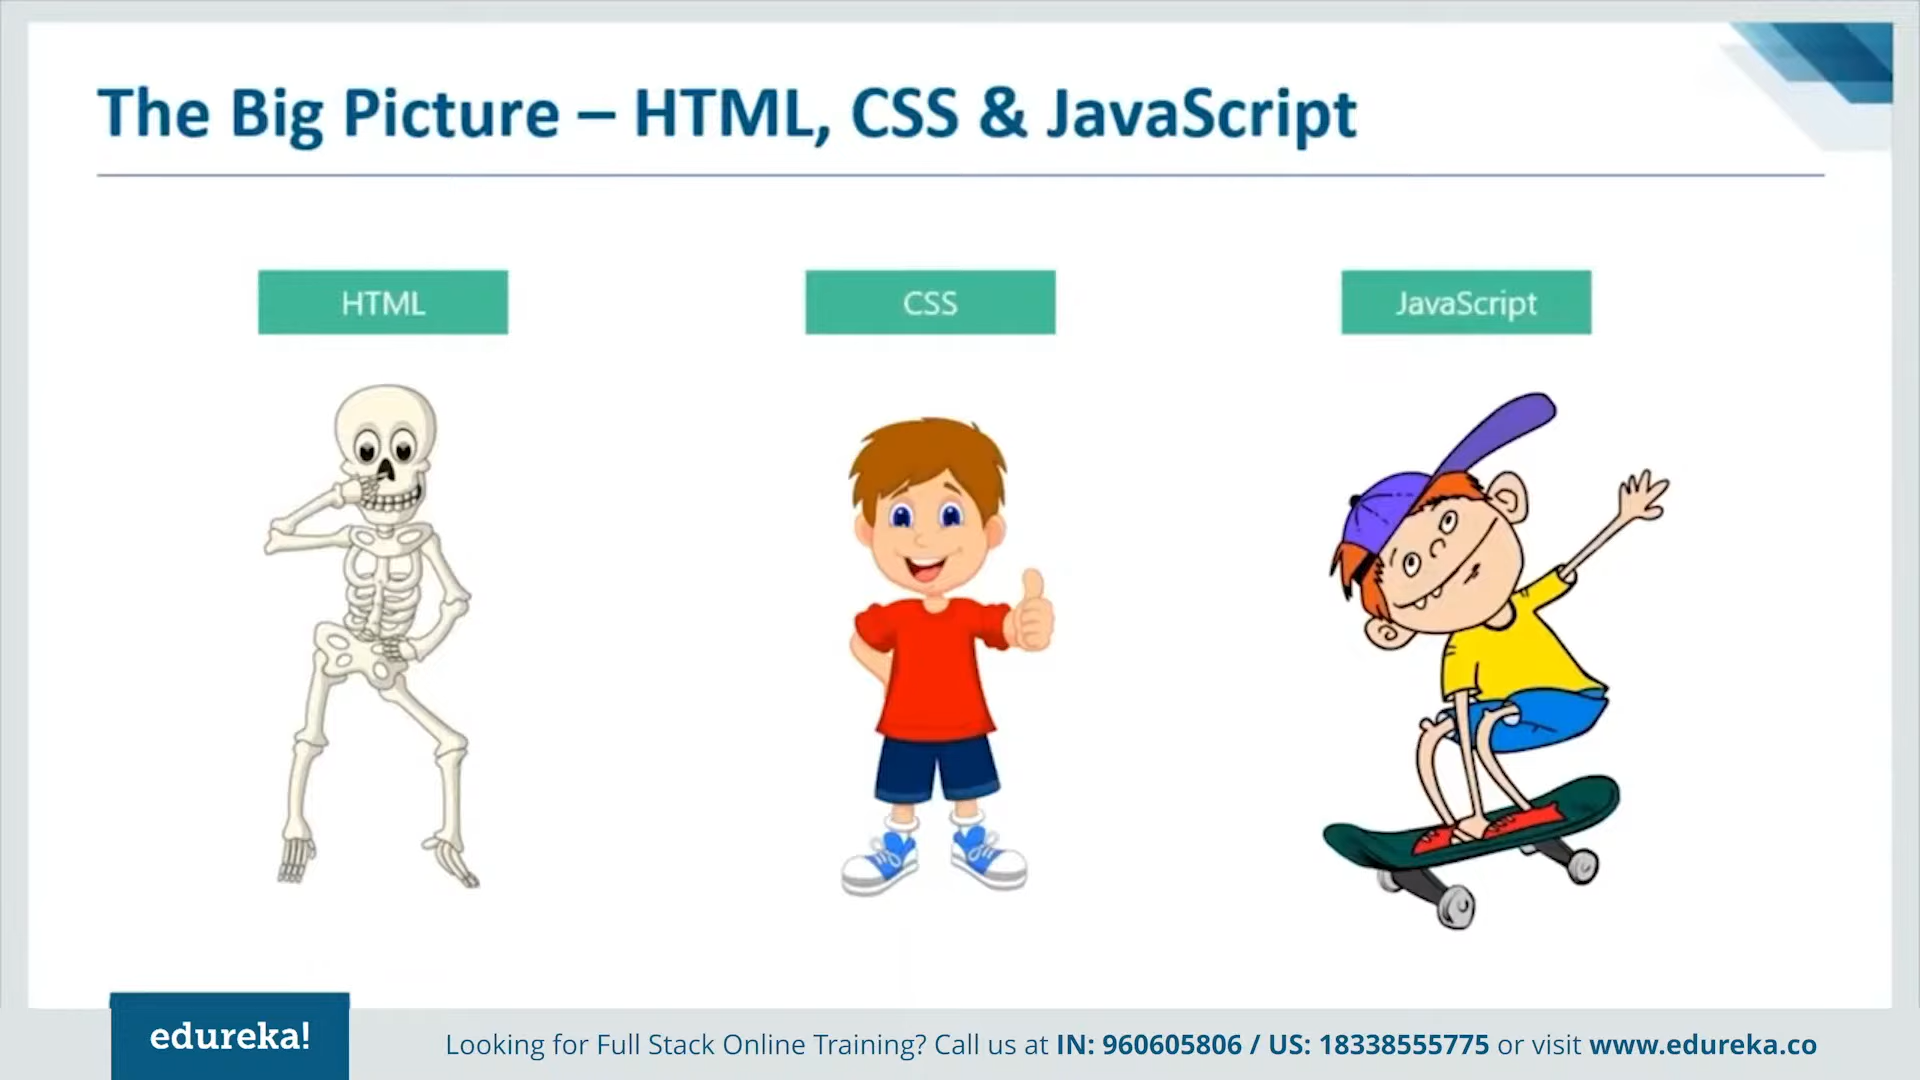 The Big Picture – HTML, CSS & JavaScript
HTML
CSS
JavaScript
edureka!
Looking for Full Stack Online Training? Call us at IN: 960605806 / US: 18338555775 or visit www.edureka.co